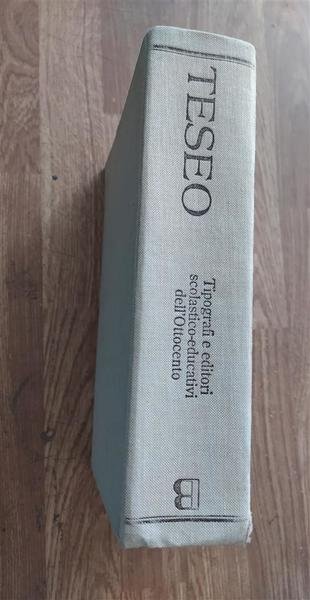 TESEO
Tipografi e editori
scolastico-educativi
dell'Ottocento